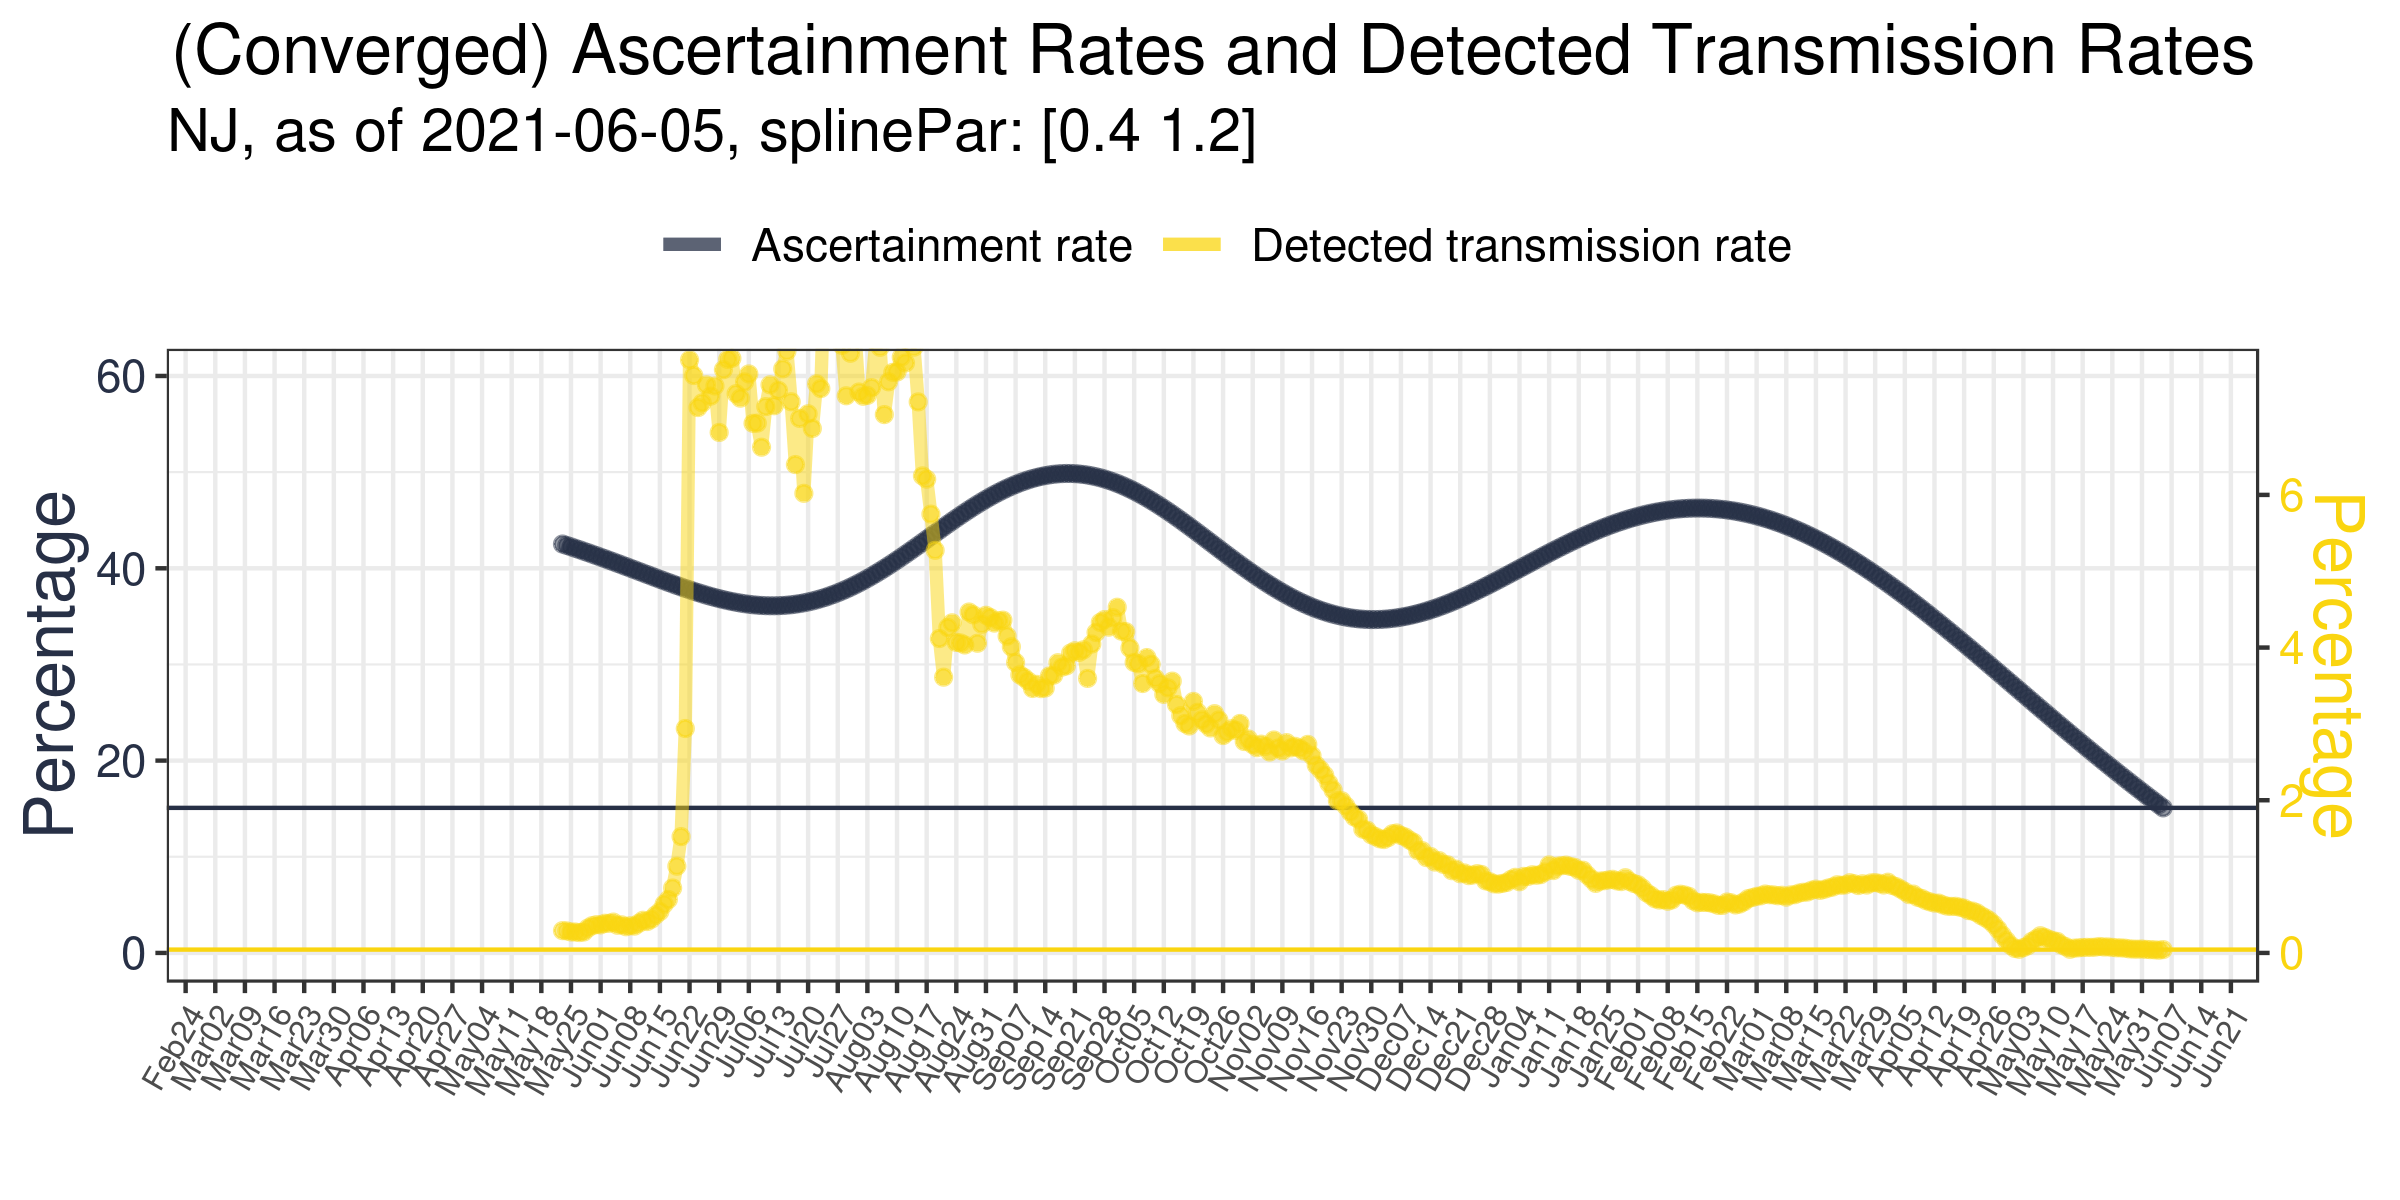 (Converged) Ascertainment Rates and Detected Transmission Rates
NJ, as of 2021-06-05, splinePar: [0.4 1.2]
Ascertainment rate Detected transmission rate
Percentage
60
40
20
0
6
4
2
0
Percentage
Feb24 Mar02 Mar09 Mar16 Mar23 Mar30 Apr06 Apr13 Apr20 Apr27 May04 May11 May18 May25 Jun01 Jun08 Jun15 Jun22 Jun29 Jul06 Jul13 Jul20 Jul27 Aug03 Aug10 Aug17 Aug24 Aug31 Sep07 Sep14 Sep21 Sep28 Oct05 Oct12 Oct19 Oct26 Nov02 Nov09 Nov16 Nov23 Nov30 Dec07 Dec14 Dec21 Dec28 Jan04 Jan11 Jan18 Jan25 Feb01 Feb08 Feb15 Feb22 Mar01 Mar08 Mar15 Mar22 Mar29 Apr05 Apr12 Apr19 Apr26 May03 May10 May17 May24 May31 Jun07 Jun14 Jun21